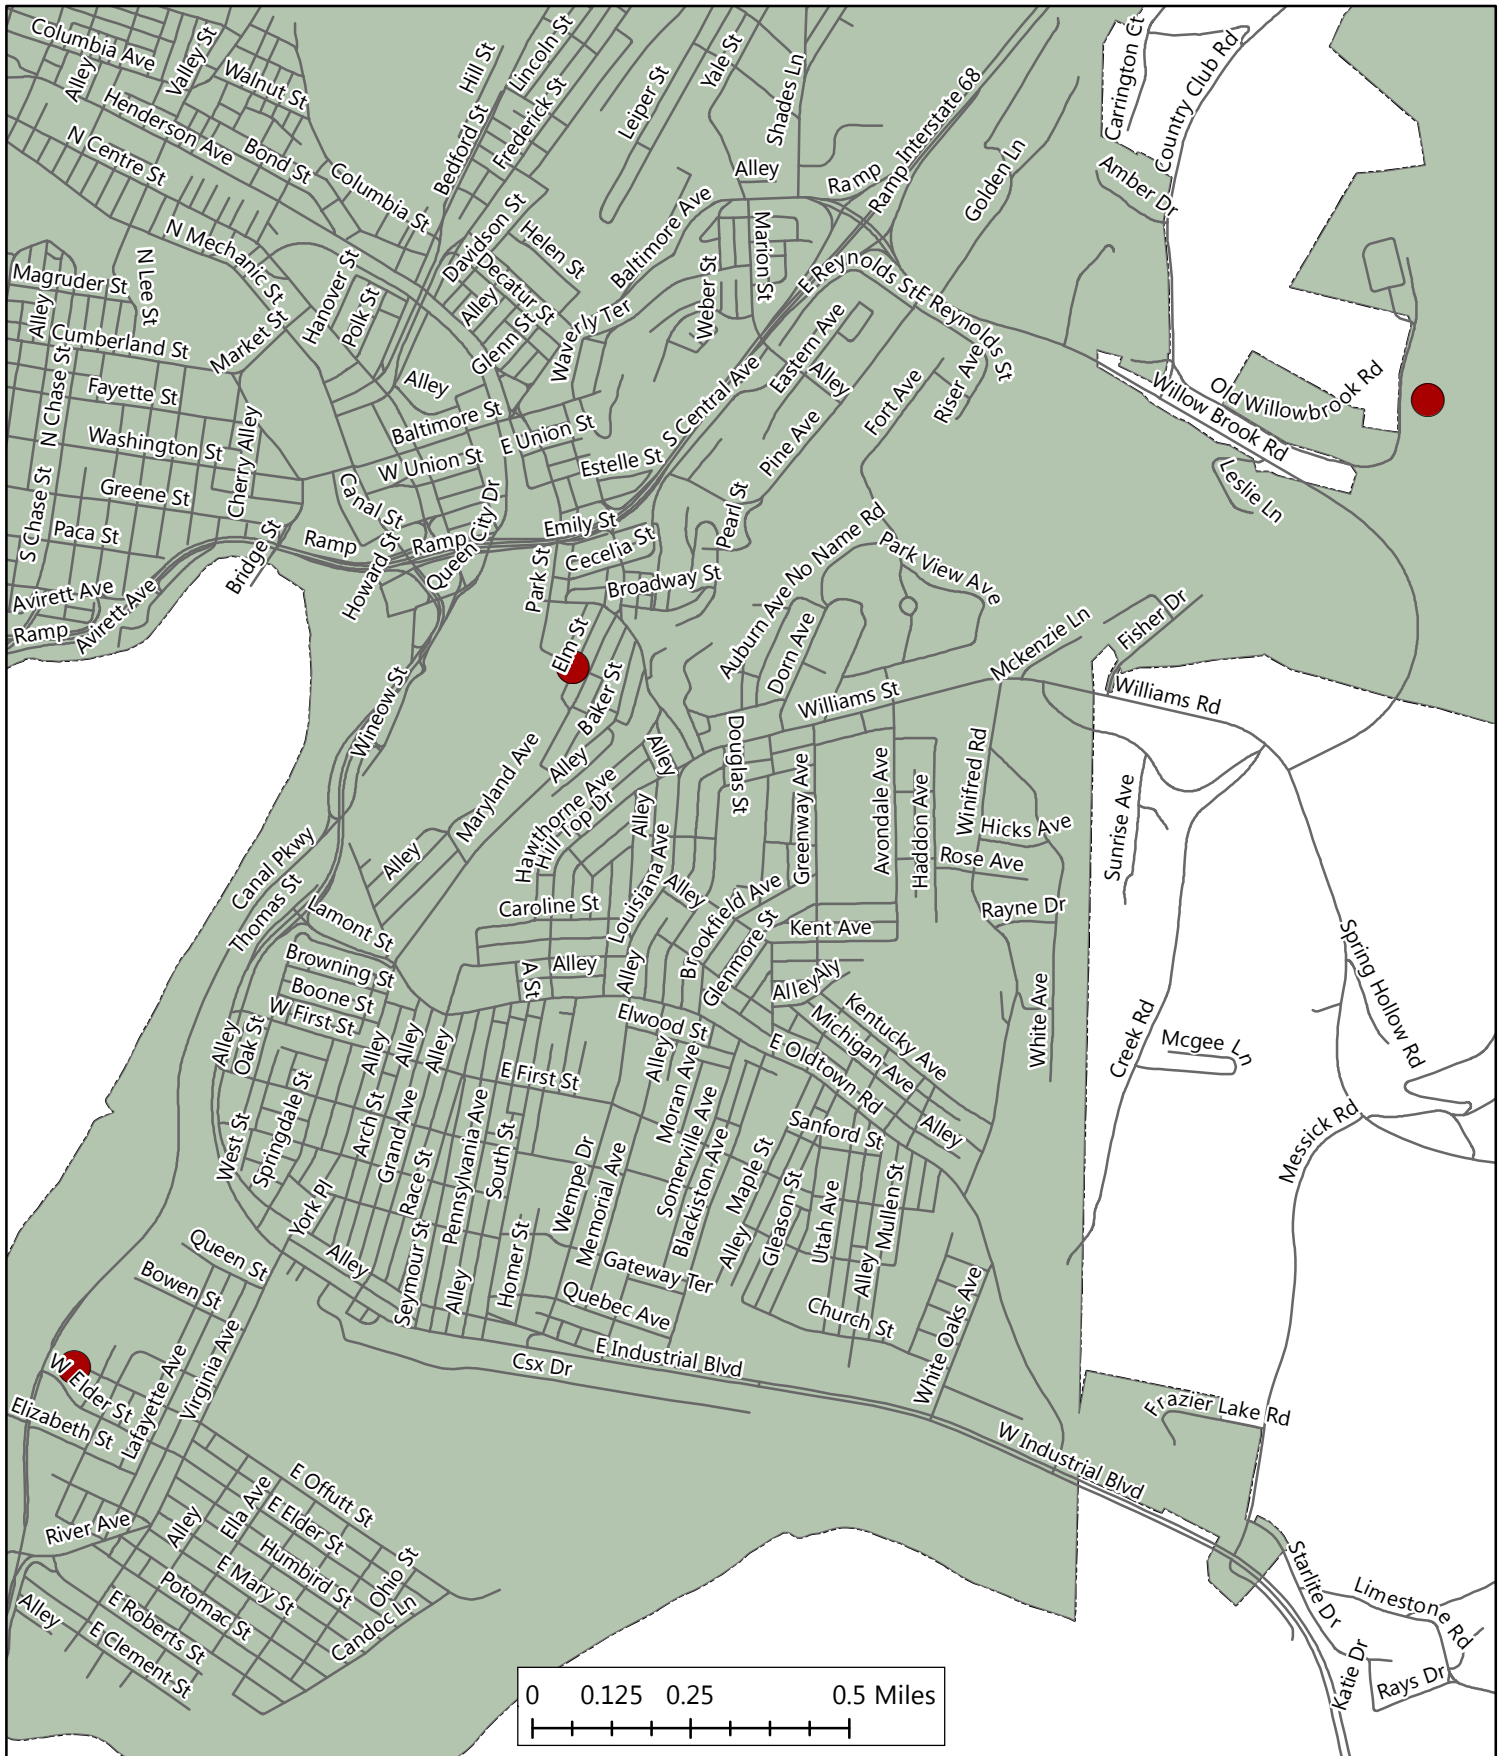 Columbia Ave
Alley
Valley St
Walnut St
Hill St
Lincoln St
Yale St
Leiper St
Shades Ln
Ramp Interstate 68
Carrington Ct
Country Club Rd
Henderson Ave
Bond St
N Centre St
Columbia St
Bedford St
Frederick St
Alley
Ramp
Golden Ln
Amber Dr
N Mechanic St
Davidson St
Helen St
Baltimore Ave
Marion St
E Reynolds St
E Reynolds St
Magruder St
N Lee St
Hanover St
Polk St
Decatur St
Alley
Glenn St
Waverly Ter
Weber St
Alley
Cumberland St
Market St
Fayette St
N Chase St
Alley
Baltimore St
S Central Ave
Eastern Ave
Alley
Fort Ave
Riser Ave
Willow Brook Rd
Old Willowbrook Rd
Leslie Ln
Washington St
Cherry Alley
W Union St
E Union St
Estelle St
Pine Ave
Greene St
Canal St
Queen City Dr
Pearl St
S Chase St
Paca St
Bridge St
Ramp
Howard St
Ramp
Emily St
Cecelia St
Broadway St
No Name Rd
Park View Ave
Avirett Ave
Avirett Ave
Ramp
Park St
Elm St
Baker St
Auburn Ave
Dorn Ave
Mckenzie Ln
Fisher Dr
Williams St
Williams Rd
Wineow St
Maryland Ave
Alley
Alley
Douglas St
Hawthorne Ave
Hill Top Dr
Alley
Greenway Ave
Avondale Ave
Haddon Ave
Winifred Rd
Hicks Ave
Rose Ave
Sunrise Ave
Canal Pkwy
Thomas St
Alley
Louisiana Ave
Alley
Brookfield Ave
Caroline St
Lamont St
Glenmore St
Kent Ave
Rayne Dr
Spring Hollow Rd
Browning St
Boone St
W First St
A St
Alley
Alley
Alley
Aly
Kentucky Ave
Michigan Ave
White Ave
Creek Rd
Mcgee Ln
Alley
Oak St
Alley
Alley
Alley
Elwood St
E First St
Alley
E Oldtown Rd
Alley
Messick Rd
West St
Springdale St
Arch St
Grand Ave
Pennsylvania Ave
South St
Moran Ave
Somerville Ave
Blackiston Ave
Maple St
Sanford St
Race St
Wempe Dr
Memorial Ave
Gleason St
Utah Ave
Mullen St
York Pl
Alley
Alley
Alley
Queen St
Bowen St
Seymour St
Alley
Homer St
Gateway Ter
Quebec Ave
Church St
White Oaks Ave
E Industrial Blvd
Csx Dr
W Elder St
Elizabeth St
Lafayette Ave
Virginia Ave
Frazier Lake Rd
W Industrial Blvd
River Ave
Alley
Ella Ave
E Offutt St
E Elder St
Humbird St
E Mary St
Potomac St
Ohio St
Candoc Ln
Alley
E Roberts St
E Clement St
Starlite Dr
Limestone Rd
Katie Dr
Rays Dr
0 0.125 0.25 0.5 Miles